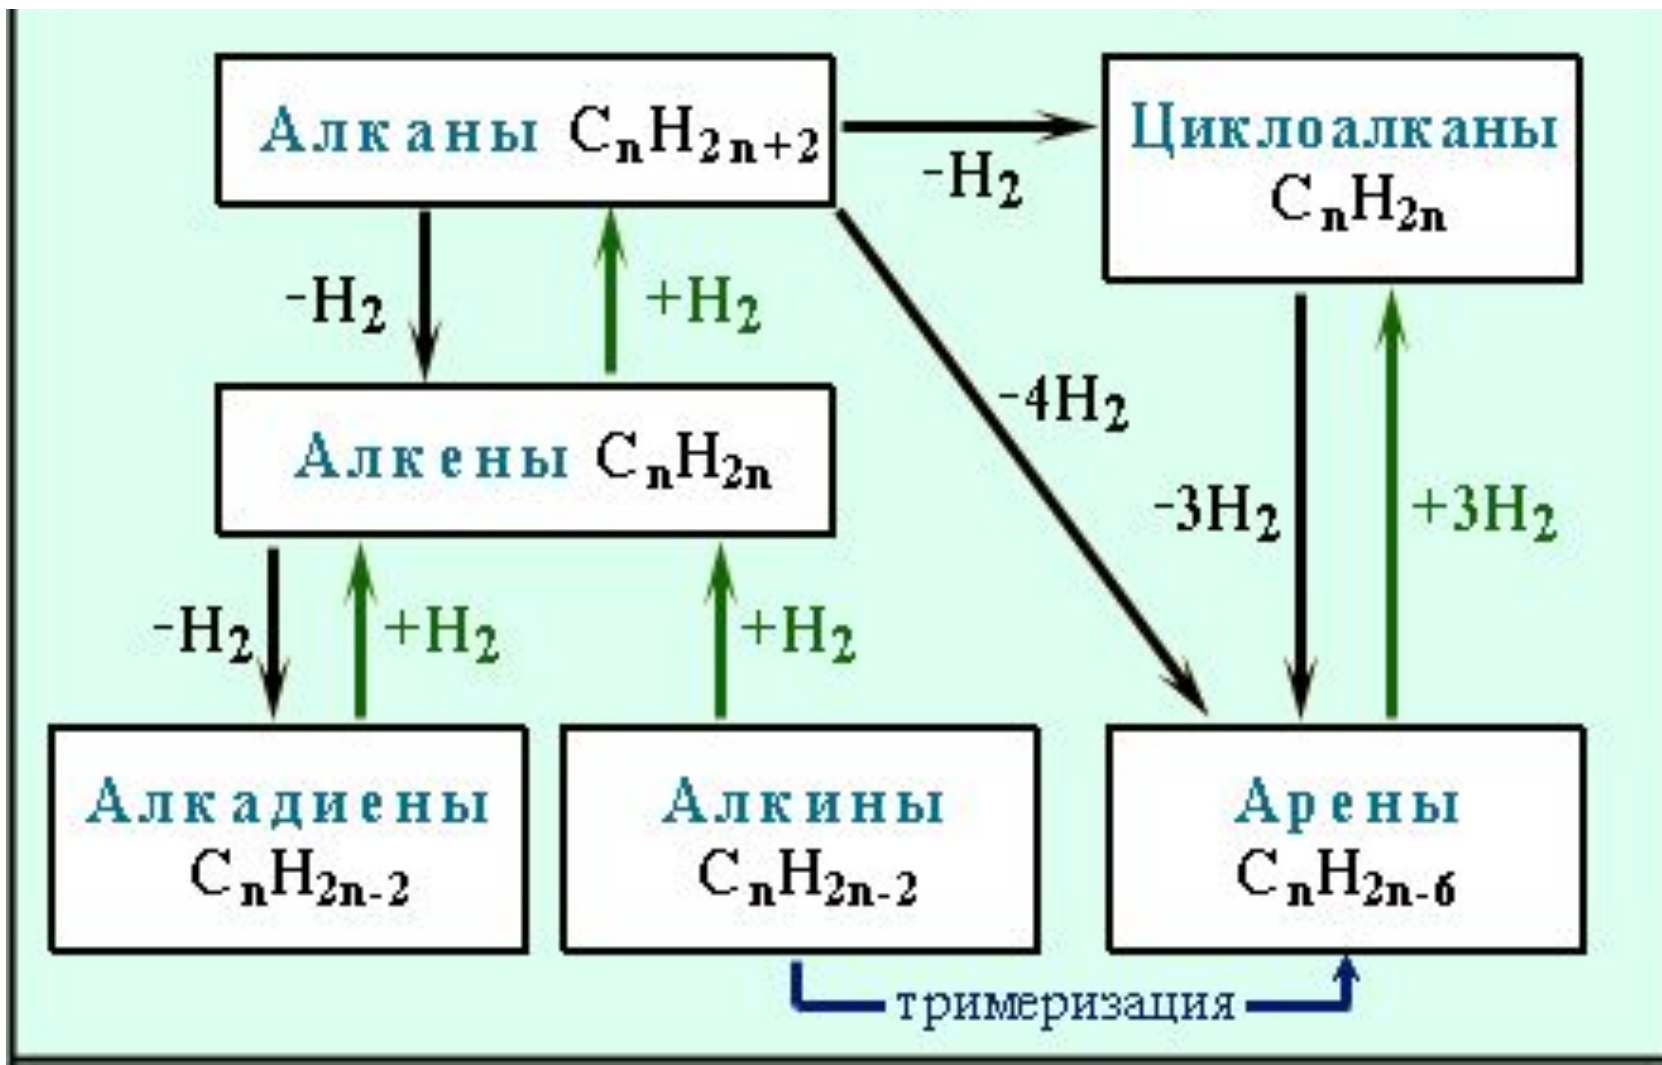 Алканы CnH2n+2
-H2
Циклоалканы
CnH2n
-H2
+H2
-4H2
Алкены CnH2n
-3H2
+3H2
-H2
+H2
+H2
Алкадиены
CnH2n-2
Алкины
CnH2n-2
Арены
CnH2n-6
тримеризация